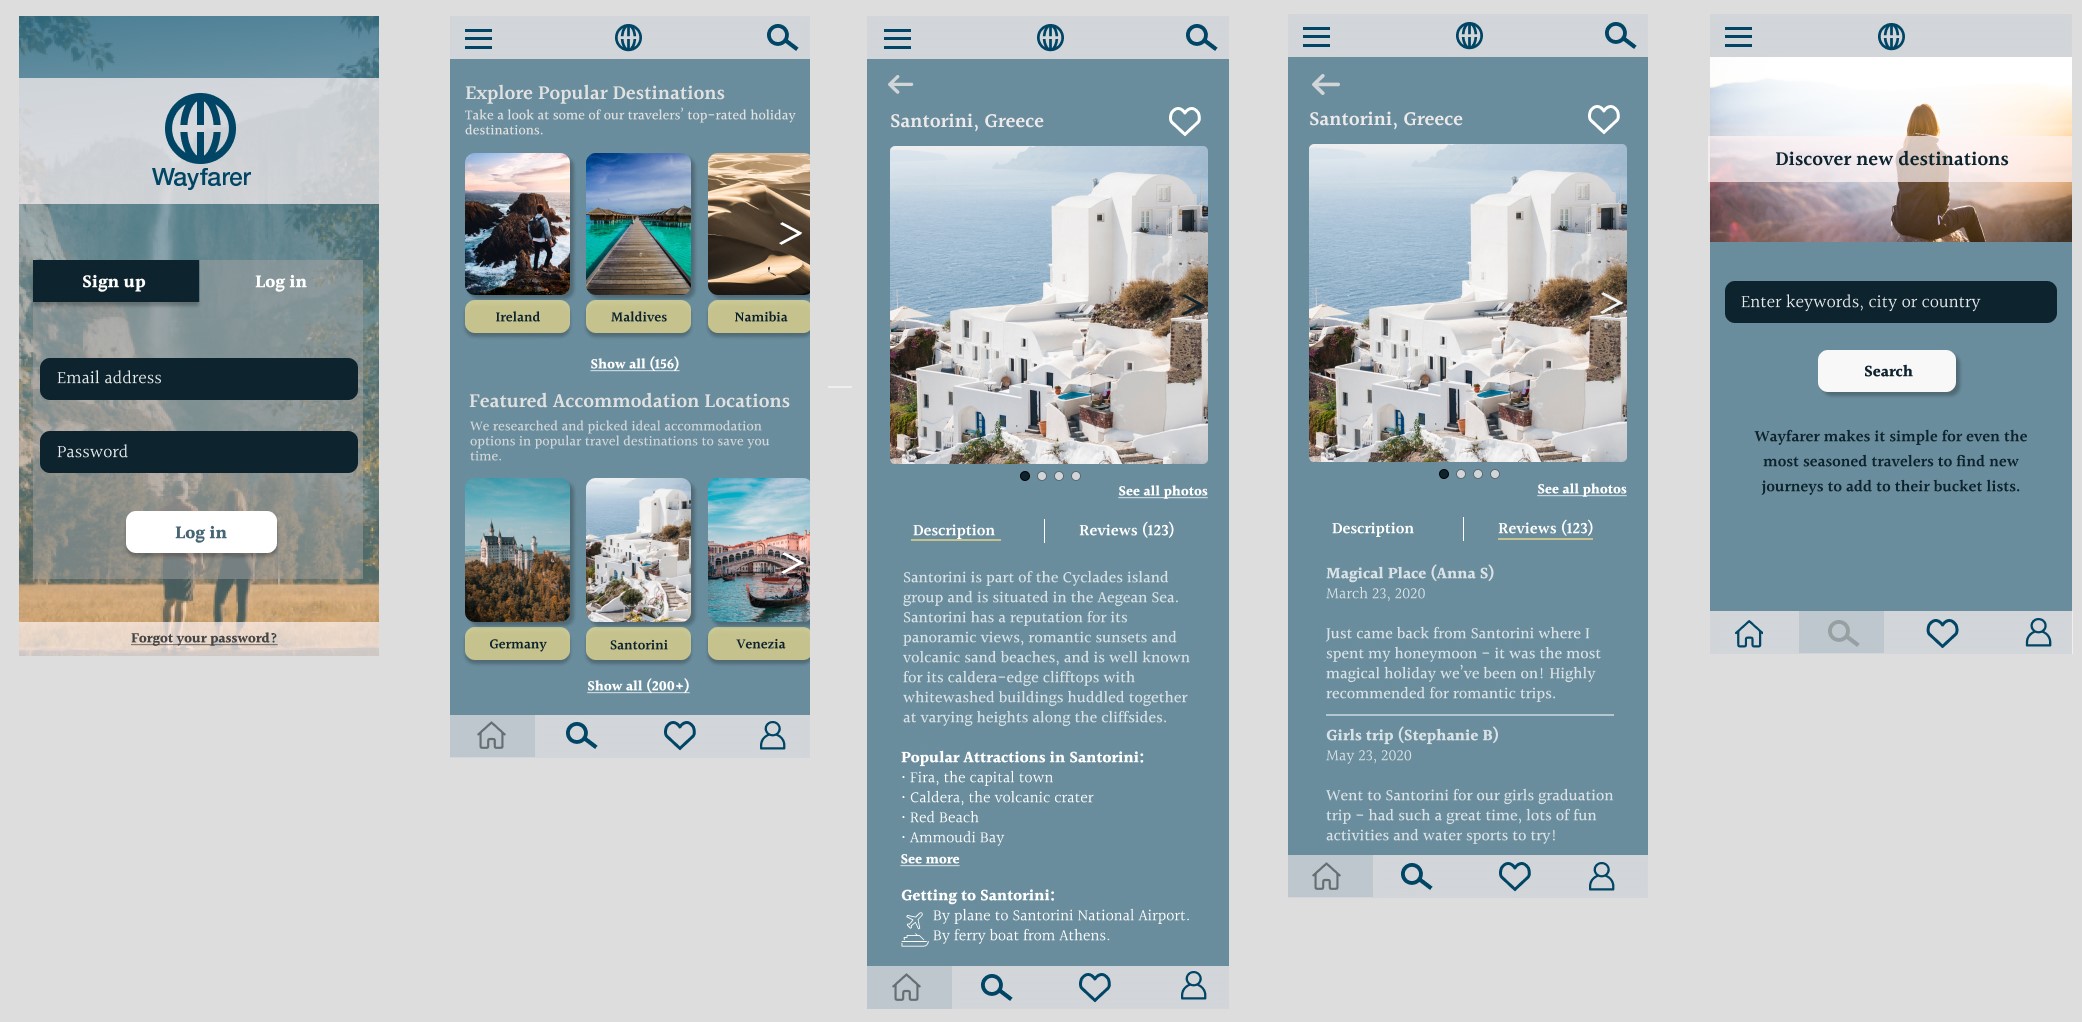 Wayfarer
Sign up
Log in
Email address
Password
Log in
Forgot your password?
Explore Popular Destinations
Take a look at some of our travelers' top-rated holiday
destinations.
Ireland
Maldives
Namibia
Show all (156)
Featured Accommodation Locations
We researched and picked ideal accommodation
options in popular travel destinations to save you
time.
Germany
Santorini
Venezia
Show all (200+)
Santorini, Greece
See all photos
Description
Reviews (123)
Santorini is part of the Cyclades island
group and is situated in the Aegean Sea.
Santorini has a reputation for its
panoramic views, romantic sunsets and
volcanic sand beaches, and is well known
for its caldera-edge clifftops with
whitewashed buildings huddled together
at varying heights along the cliffsides.
Popular Attractions in Santorini:
· Fira, the capital town
· Caldera, the volcanic crater
· Red Beach
· Ammoudi Bay
See more
Getting to Santorini:
By plane to Santorini National Airport.
By ferry boat from Athens.
Santorini, Greece
See all photos
Description
Reviews (123)
Magical Place (Anna S)
March 23, 2020
Just came back from Santorini where I
spent my honeymoon - it was the most
magical holiday we've been on! Highly
recommended for romantic trips.
Girls trip (Stephanie B)
May 23, 2020
Went to Santorini for our girls graduation
trip - had such a great time, lots of fun
activities and water sports to try!
Discover new destinations
Enter keywords, city or country
Search
Wayfarer makes it simple for even the
most seasoned travelers to find new
journeys to add to their bucket lists.